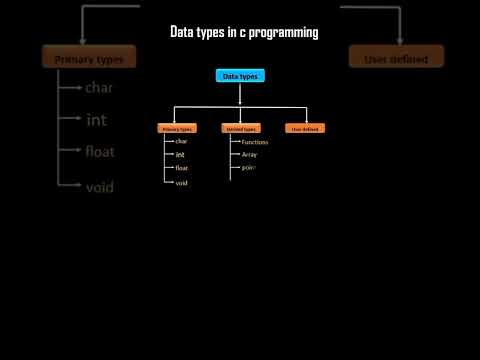 Data types in c programming
Data types
Primary types
Derived types
User defined
char
int
float
void
Functions
Array
poin
Primary types
char
int
float
void
User defined